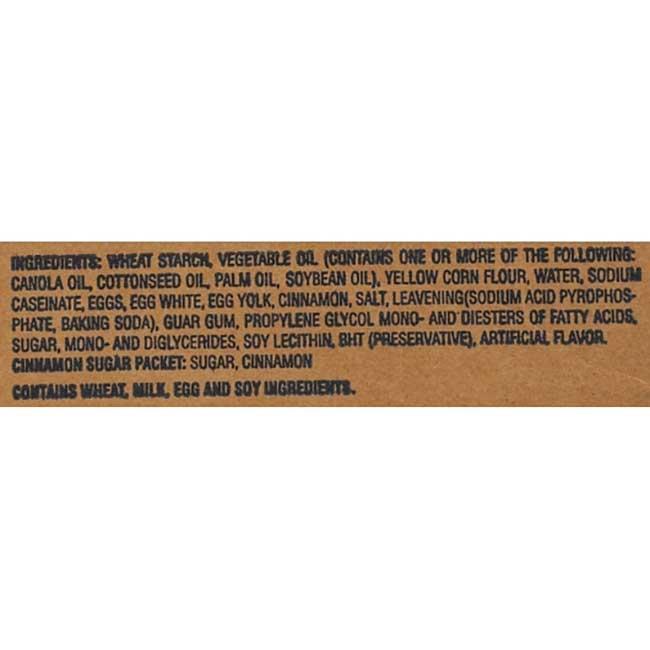 INGREDIENTS: WHEAT STARCH, VEGETABLE OIL (CONTAINS ONE OR MORE OF THE FOLLOWING:
CANOLA OIL, COTTONSEED OIL, PALM OIL, SOYBEAN OIL), YELLOW CORN FLOUR, WATER, SODIUM
CASEINATE, EGGS, EGG WHITE, EGG YOLK, CINNAMON, SALT, LEAVENING(SODIUM ACID PYROPHOS-
PHATE, BAKING SODA), GUAR GUM, PROPYLENE GLYCOL MONO- AND DIESTERS OF FATTY ACIDS,
SUGAR, MONO- AND DIGLYCERIDES, SOY LECITHIN, BHT (PRESERVATIVE), ARTIFICIAL FLAVOR.
CINNAMON SUGAR PACKET: SUGAR, CINNAMON
CONTAINS WHEAT, MILK, EGG AND SOY INGREDIENTS.